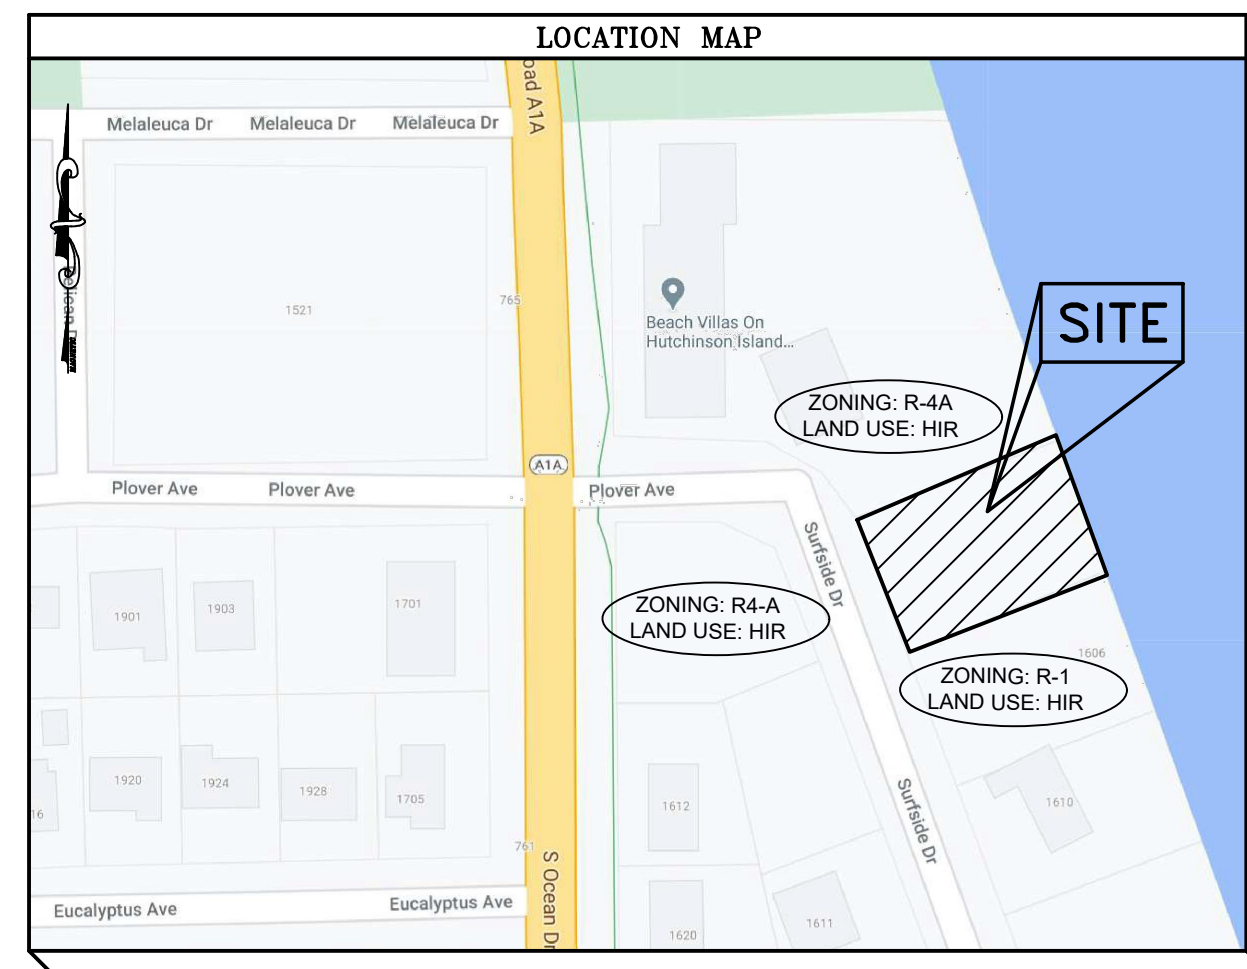 LOCATION MAP
oad A1A
Melaleuca Dr
Melaleuca Dr
Melaleuca Dr
1521
765
Beach Villas On
Hutchinson Island...
SITE
ZONING: R-4A
LAND USE: HIR
A1A
Plover Ave
Plover Ave
Plover Ave
Surfside Dr
1901
1903
1701
ZONING: R4-A
LAND USE: HIR
1606
ZONING: R-1
LAND USE: HIR
1920
1924
1928
1705
16
1612
1610
Surfside Dr
761
S Ocean Dr
Eucalyptus Ave
Eucalyptus Ave
1620
1611